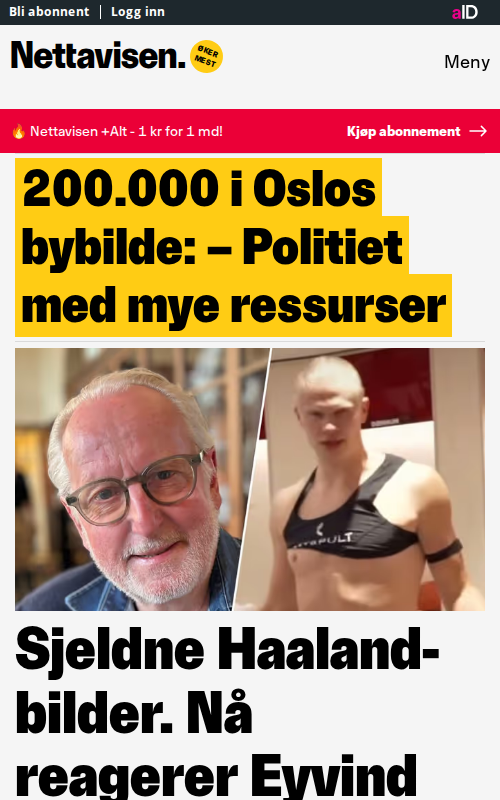 Bli abonnent
Logg inn
aID
Nettavisen.
ØKER
MEST
Meny
🔥 Nettavisen +Alt - 1 kr for 1 md!
Kjøp abonnement →
200.000 i Oslos
bybilde: – Politiet
med mye ressurser
Sjeldne Haaland-
bilder. Nå
reagerer Eyvind